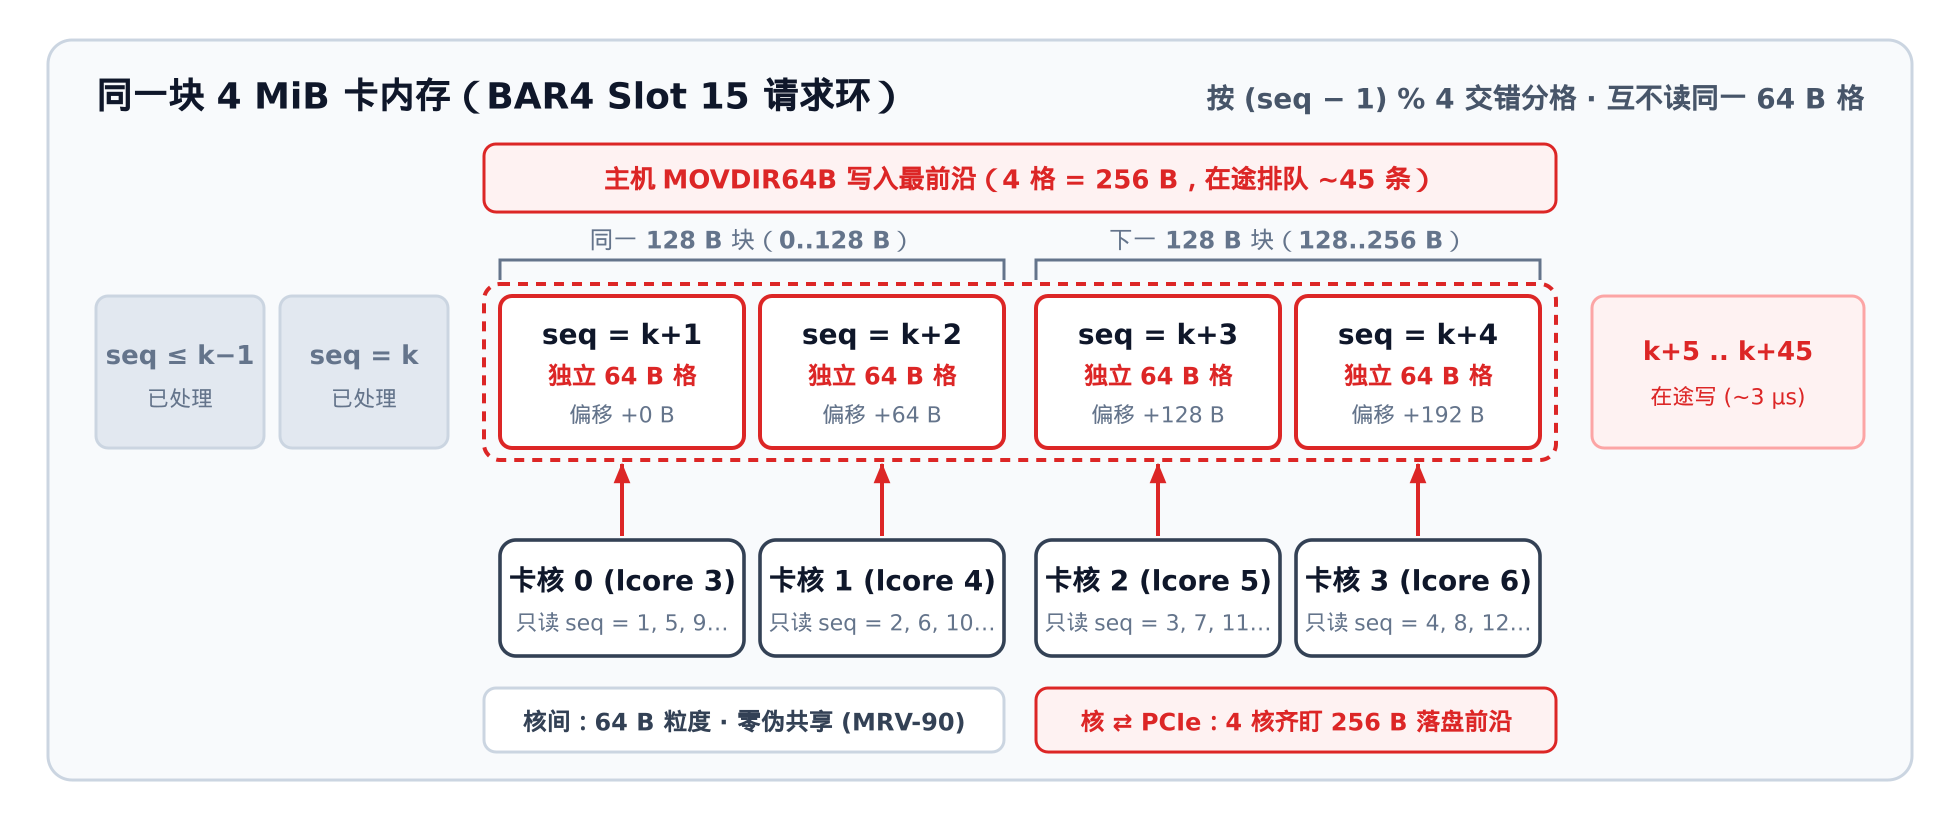 同一块 4 MiB 卡内存（BAR4 Slot 15 请求环）
按 (seq − 1) % 4 交错分格 · 互不读同一 64 B 格
主机 MOVDIR64B 写入最前沿（4 格 = 256 B，在途排队 ~45 条）
同一 128 B 块（0..128 B）
下一 128 B 块（128..256 B）
seq ≤ k−1
已处理
seq = k
已处理
seq = k+1
独立 64 B 格
偏移 +0 B
seq = k+2
独立 64 B 格
偏移 +64 B
seq = k+3
独立 64 B 格
偏移 +128 B
seq = k+4
独立 64 B 格
偏移 +192 B
k+5 .. k+45
在途写 (~3 µs)
卡核 0 (lcore 3)
只读 seq = 1, 5, 9…
卡核 1 (lcore 4)
只读 seq = 2, 6, 10…
卡核 2 (lcore 5)
只读 seq = 3, 7, 11…
卡核 3 (lcore 6)
只读 seq = 4, 8, 12…
核间：64 B 粒度 · 零伪共享 (MRV-90)
核 ⇄ PCIe：4 核齐盯 256 B 落盘前沿